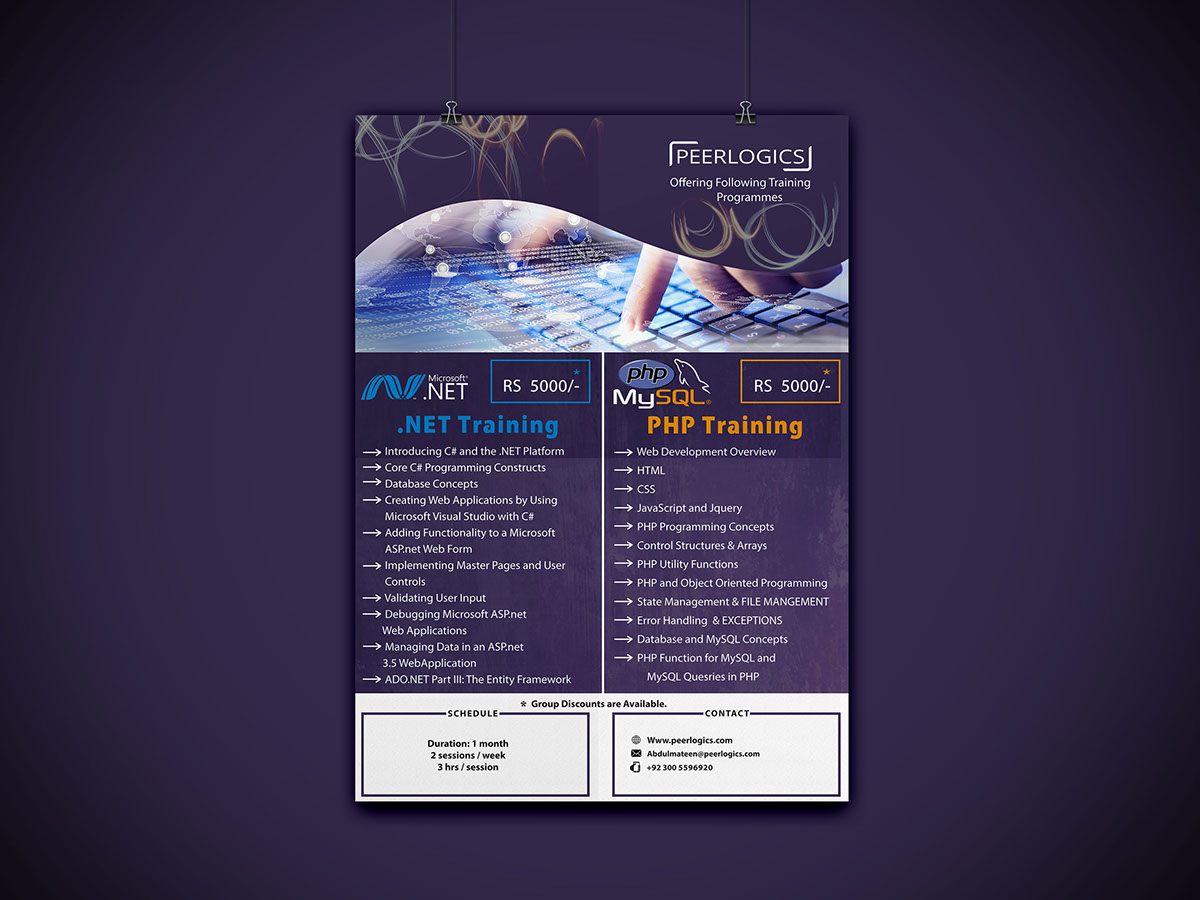 PEERLOGICS
Offering Following Training
Programmes
Microsoft®
.NET
RS 5000/-
*
.NET Training
Introducing C# and the .NET Platform
Core C# Programming Constructs
Database Concepts
Creating Web Applications by Using
Microsoft Visual Studio with C#
Adding Functionality to a Microsoft
ASP.net Web Form
Implementing Master Pages and User
Controls
Validating User Input
Debugging Microsoft ASP.net
Web Applications
Managing Data in an ASP.net
3.5 WebApplication
ADO.NET Part III: The Entity Framework
php
MySQL®
RS 5000/-
*
PHP Training
Web Development Overview
HTML
CSS
JavaScript and Jquery
PHP Programming Concepts
Control Structures & Arrays
PHP Utility Functions
PHP and Object Oriented Programming
State Management & FILE MANGEMENT
Error Handling & EXCEPTIONS
Database and MySQL Concepts
PHP Function for MySQL and
MySQL Quesries in PHP
* Group Discounts are Available.
SCHEDULE
Duration: 1 month
2 sessions / week
3 hrs / session
CONTACT
Www.peerlogics.com
Abdulmateen@peerlogics.com
+92 300 5596920